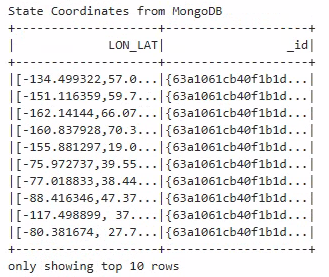 State Coordinates from MongoDB
+--------------------+--------------------+
|             LON_LAT|                 _id|
+--------------------+--------------------+
|[-134.499322,57.0...|{63a1061cb40f1b1d...|
|[-151.116359,59.7...|{63a1061cb40f1b1d...|
|[-162.14144,66.07...|{63a1061cb40f1b1d...|
|[-160.837928,70.3...|{63a1061cb40f1b1d...|
|[-155.881297,19.0...|{63a1061cb40f1b1d...|
|[-75.972737,39.55...|{63a1061cb40f1b1d...|
|[-77.018833,38.44...|{63a1061cb40f1b1d...|
|[-88.416346,47.37...|{63a1061cb40f1b1d...|
|[-117.498899, 37....|{63a1061cb40f1b1d...|
|[-80.381674, 27.7...|{63a1061cb40f1b1d...|
+--------------------+--------------------+
only showing top 10 rows